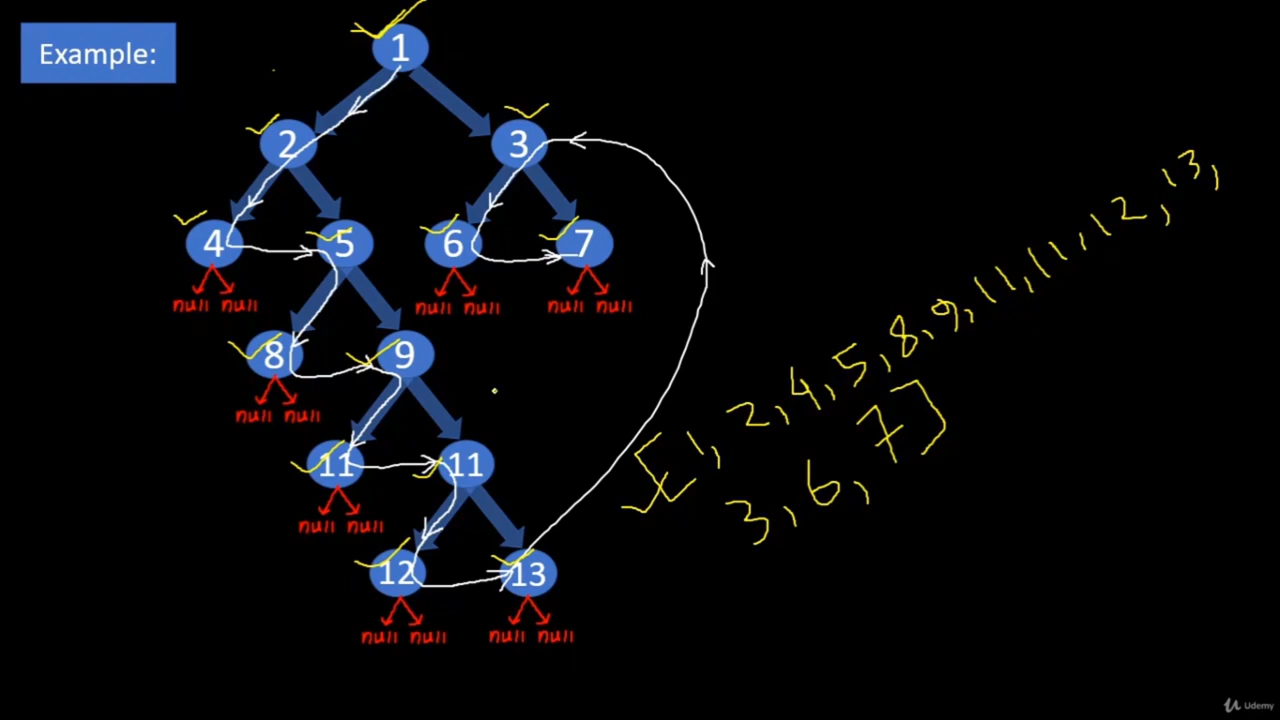 Example:
1
2 3
4 5 6 7
null null null null null null
8 9
null null
11 11
null null
12 13
null null null null
[1, 2, 4, 5, 8, 9, 11, 11, 12, 13,
3, 6, 7]
Udemy